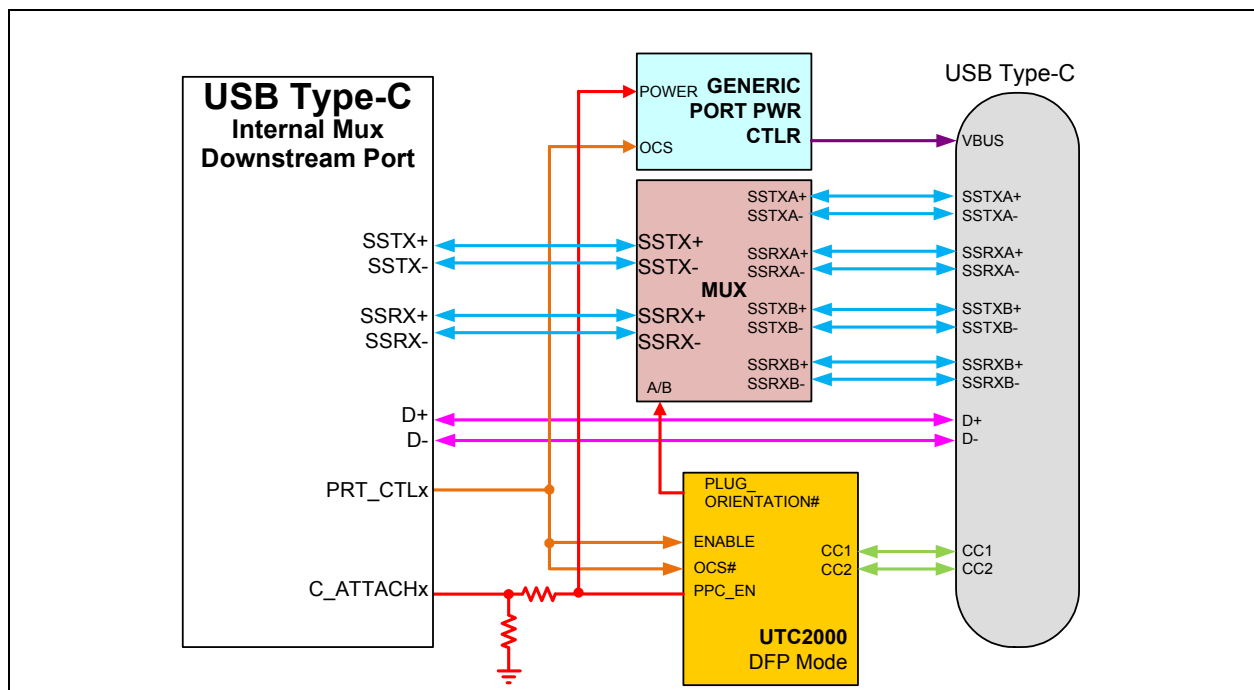 USB Type-C
Internal Mux
Downstream Port
SSTX+
SSTX-
SSRX+
SSRX-
D+
D-
PRT_CTLx
C_ATTACHx
GENERIC
PORT PWR
CTLR
POWER
OCS
SSTX+
SSTX-
SSRX+
SSRX-
MUX
A/B
SSTXA+
SSTXA-
SSRXA+
SSRXA-
SSTXB+
SSTXB-
SSRXB+
SSRXB-
PLUG_
ORIENTATION#
ENABLE
OCS#
PPC_EN
CC1
CC2
UTC2000
DFP Mode
USB Type-C
VBUS
SSTXA+
SSTXA-
SSRXA+
SSRXA-
SSTXB+
SSTXB-
SSRXB+
SSRXB-
D+
D-
CC1
CC2